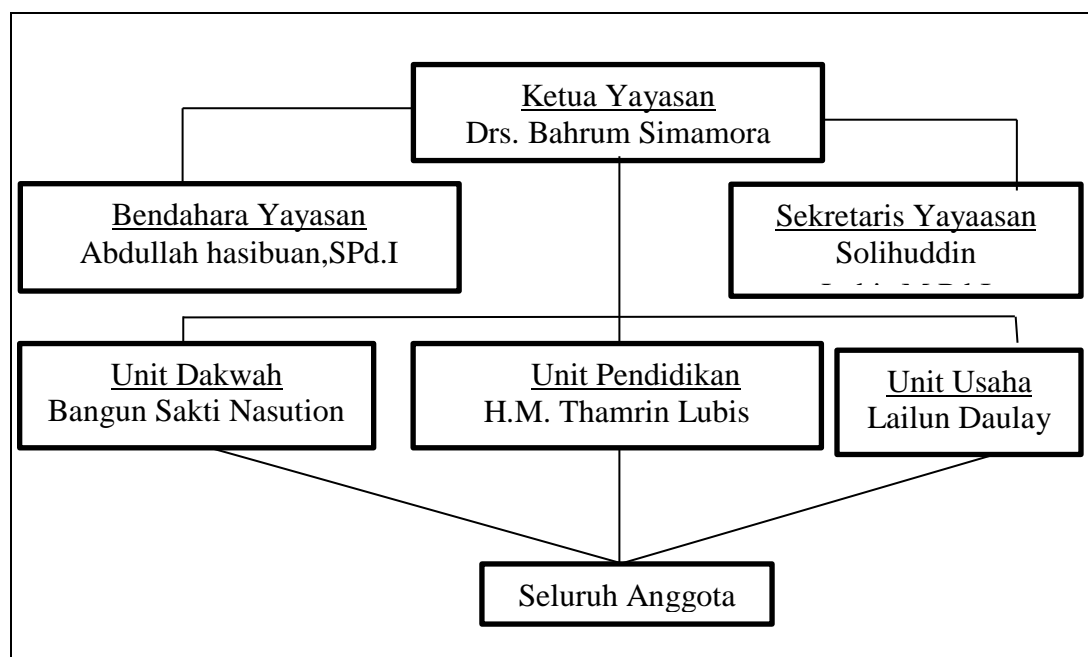 Ketua Yayasan
Drs. Bahrum Simamora
Bendahara Yayasan
Abdullah hasibuan,SPd.I
Sekretaris Yayaasan
Solihuddin
Unit Dakwah
Bangun Sakti Nasution
Unit Pendidikan
H.M. Thamrin Lubis
Unit Usaha
Lailun Daulay
Seluruh Anggota